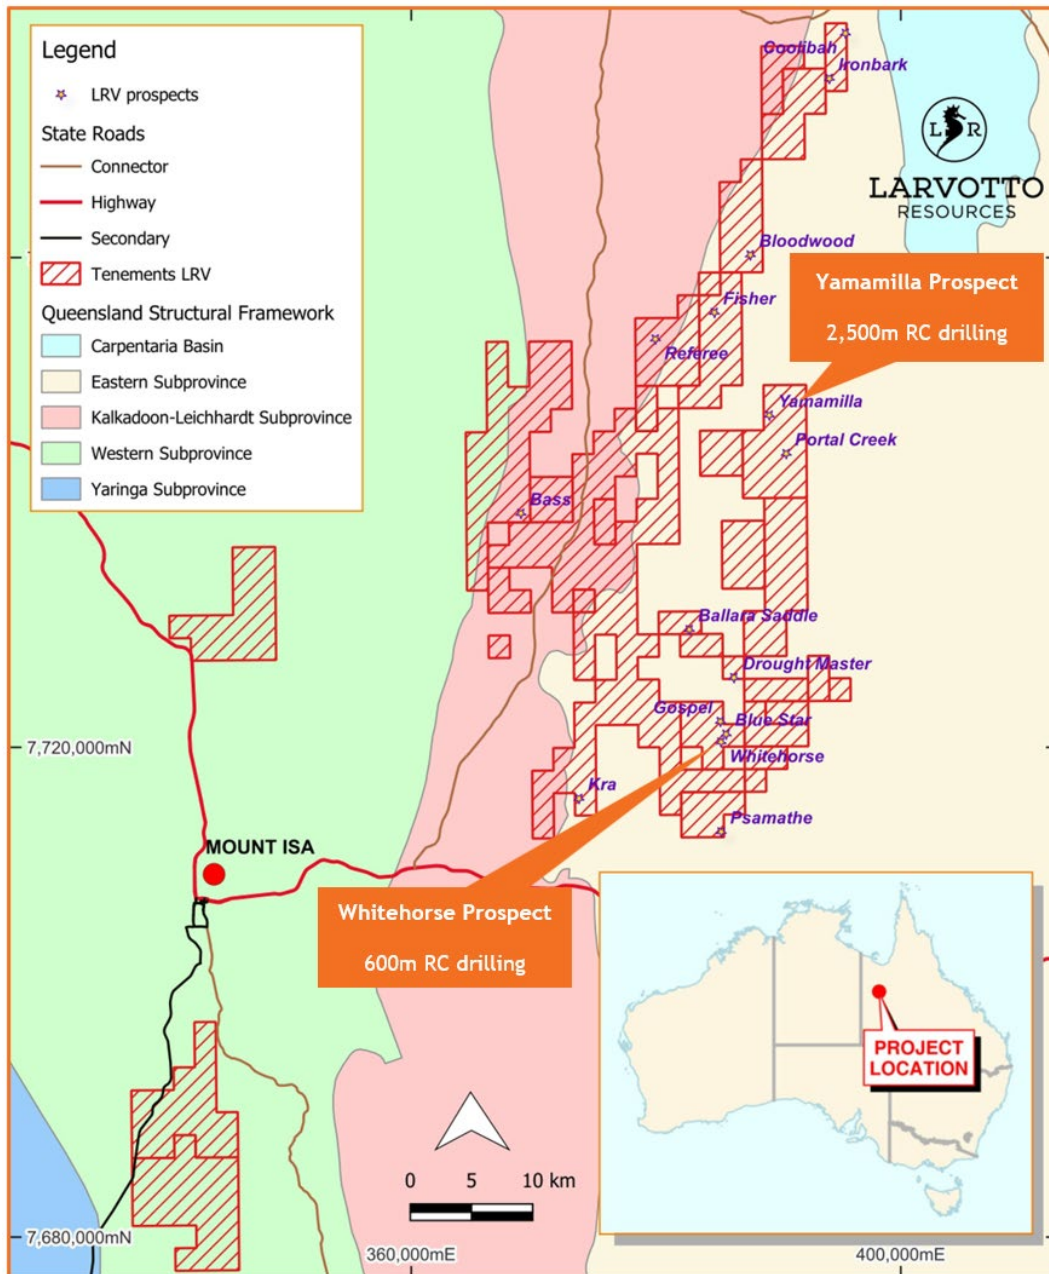 Legend
LRV prospects
State Roads
Connector
Highway
Secondary
Tenements LRV
Queensland Structural Framework
Carpentaria Basin
Eastern Subprovince
Kalkadoon-Leichhardt Subprovince
Western Subprovince
Yaringa Subprovince
Coolibah
Ironbark
L R
LARVOTTO
RESOURCES
Bloodwood
Yamamilla Prospect
2,500m RC drilling
Fisher
Referee
Yamamilla
Portal Creek
Bass
Ballara Saddle
Drought Master
Gospel
Blue Star
Whitehorse
7,720,000mN
Kra
Psamathe
MOUNT ISA
Whitehorse Prospect
600m RC drilling
PROJECT
LOCATION
0 5 10 km
7,680,000mN
360,000mE
400,000mE